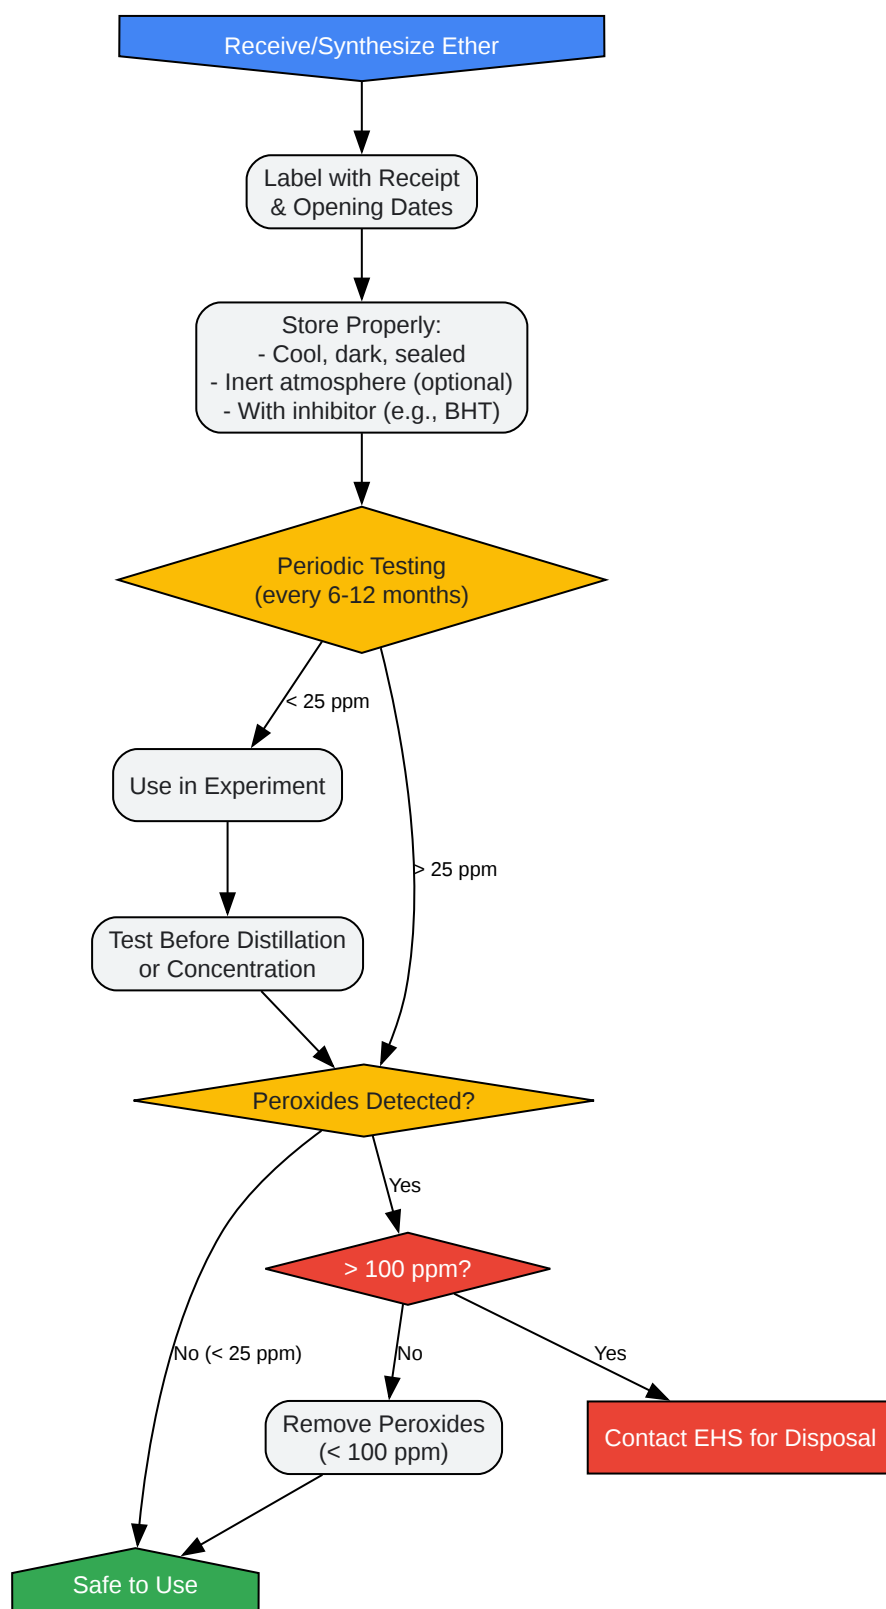 Receive/Synthesize Ether
Label with Receipt
& Opening Dates
Store Properly:
- Cool, dark, sealed
- Inert atmosphere (optional)
- With inhibitor (e.g., BHT)
Periodic Testing
(every 6-12 months)
< 25 ppm
Use in Experiment
> 25 ppm
Test Before Distillation
or Concentration
Peroxides Detected?
Yes
> 100 ppm?
No (< 25 ppm)
No
Yes
Remove Peroxides
(< 100 ppm)
Contact EHS for Disposal
Safe to Use